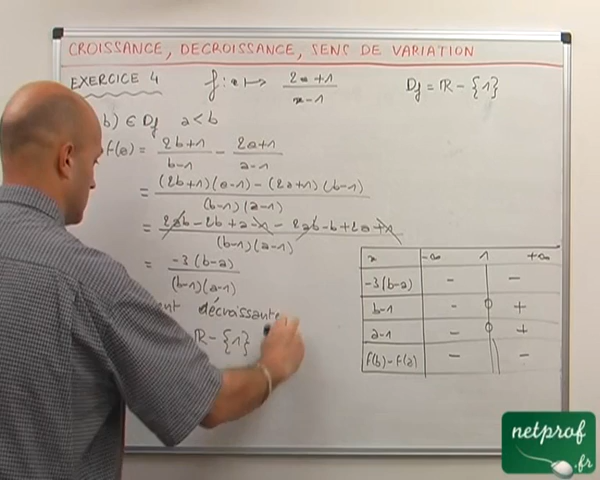 CROISSANCE, DECROISSANCE, SENS DE VARIATION
EXERCICE 4 f : x ↦ (2x+1)/(x-1) Df = ℝ - {1}
b) ∈ Df a < b
f(a) = (2b+1)/(b-1) - (2a+1)/(a-1)
= ((2b+1)(a-1) - (2a+1)(b-1))/((b-1)(a-1))
= (2ab - 2b + a - 1 - 2ab - b + 2a + 1)/((b-1)(a-1))
= -3(b-a)/((b-1)(a-1))
décroissante
ℝ - {1}
x -∞ 1 +∞
-3(b-a) - -
b-1 - 0 +
a-1 - 0 +
f(b)-f(a) - || -
netprof
.fr